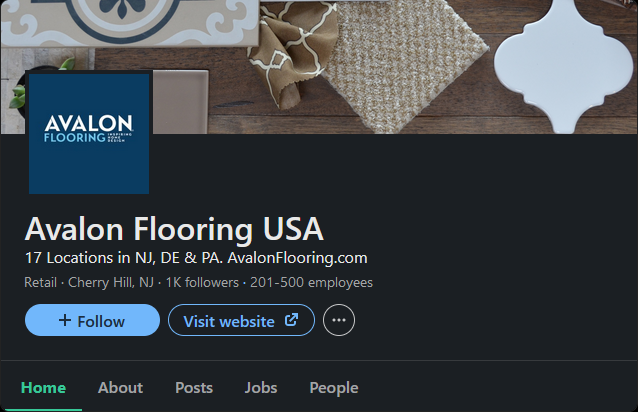 AVALON
FLOORING INSPIRING HOME DESIGN
Avalon Flooring USA
17 Locations in NJ, DE & PA. AvalonFlooring.com
Retail · Cherry Hill, NJ · 1K followers · 201-500 employees
+ Follow
Visit website
Home About Posts Jobs People